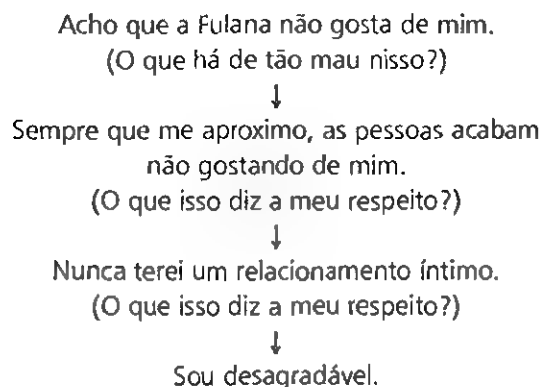 Acho que a Fulana não gosta de mim.
(O que há de tão mau nisso?)
↓
Sempre que me aproximo, as pessoas acabam
não gostando de mim.
(O que isso diz a meu respeito?)
↓
Nunca terei um relacionamento íntimo.
(O que isso diz a meu respeito?)
↓
Sou desagradável.